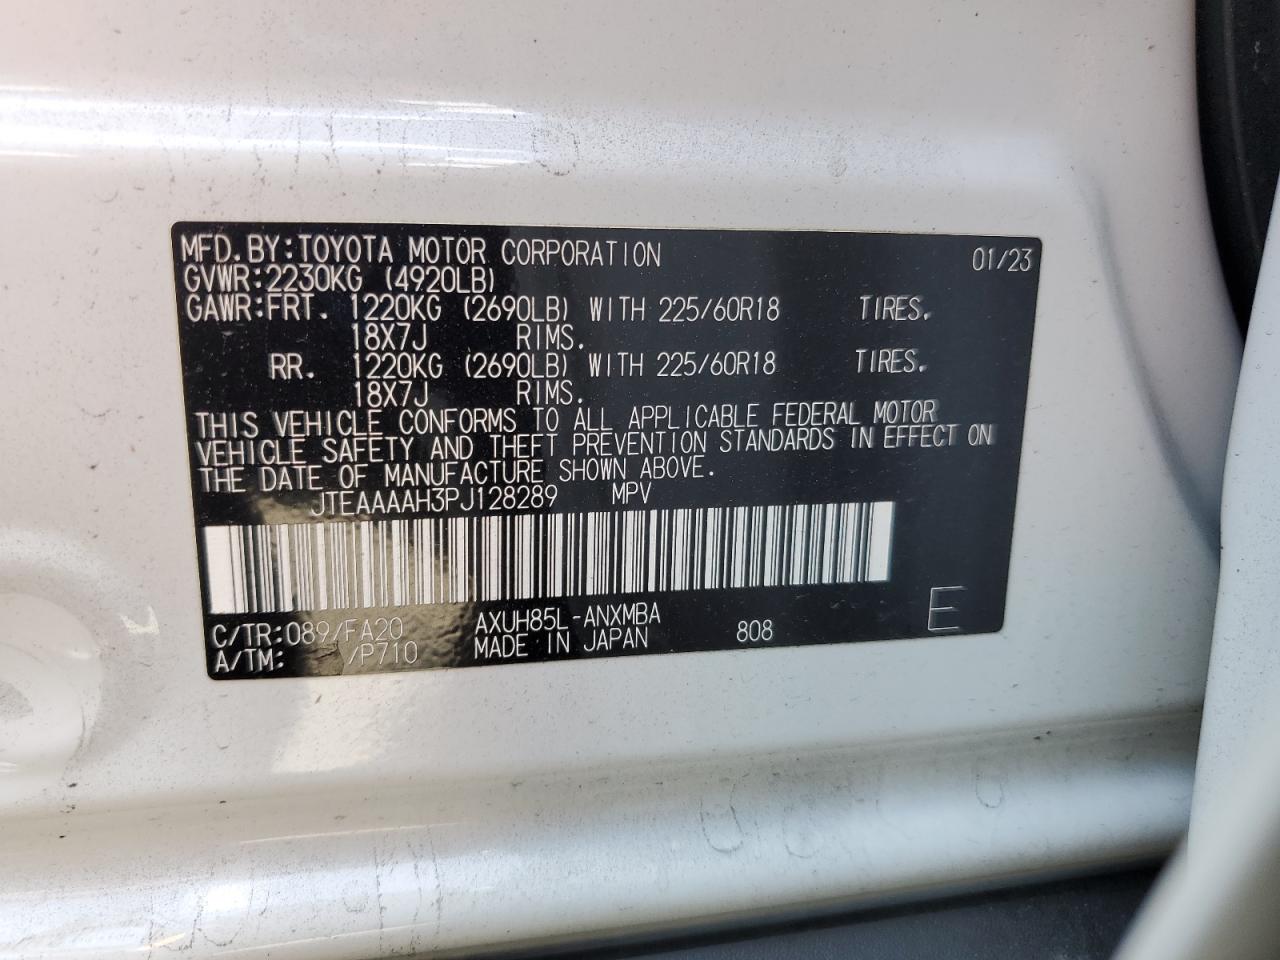 MFD.BY:TOYOTA MOTOR CORPORATION 01/23
GVWR:2230KG (4920LB)
GAWR:FRT. 1220KG (2690LB) WITH 225/60R18 TIRES.
18X7J RIMS.
RR. 1220KG (2690LB) WITH 225/60R18 TIRES.
18X7J RIMS.
THIS VEHICLE CONFORMS TO ALL APPLICABLE FEDERAL MOTOR
VEHICLE SAFETY AND THEFT PREVENTION STANDARDS IN EFFECT ON
THE DATE OF MANUFACTURE SHOWN ABOVE.
JTEAAAAH3PJ128289 MPV
C/TR:089/FA20 AXUH85L-ANXMBA
A/TM: /P710 MADE IN JAPAN 808 E